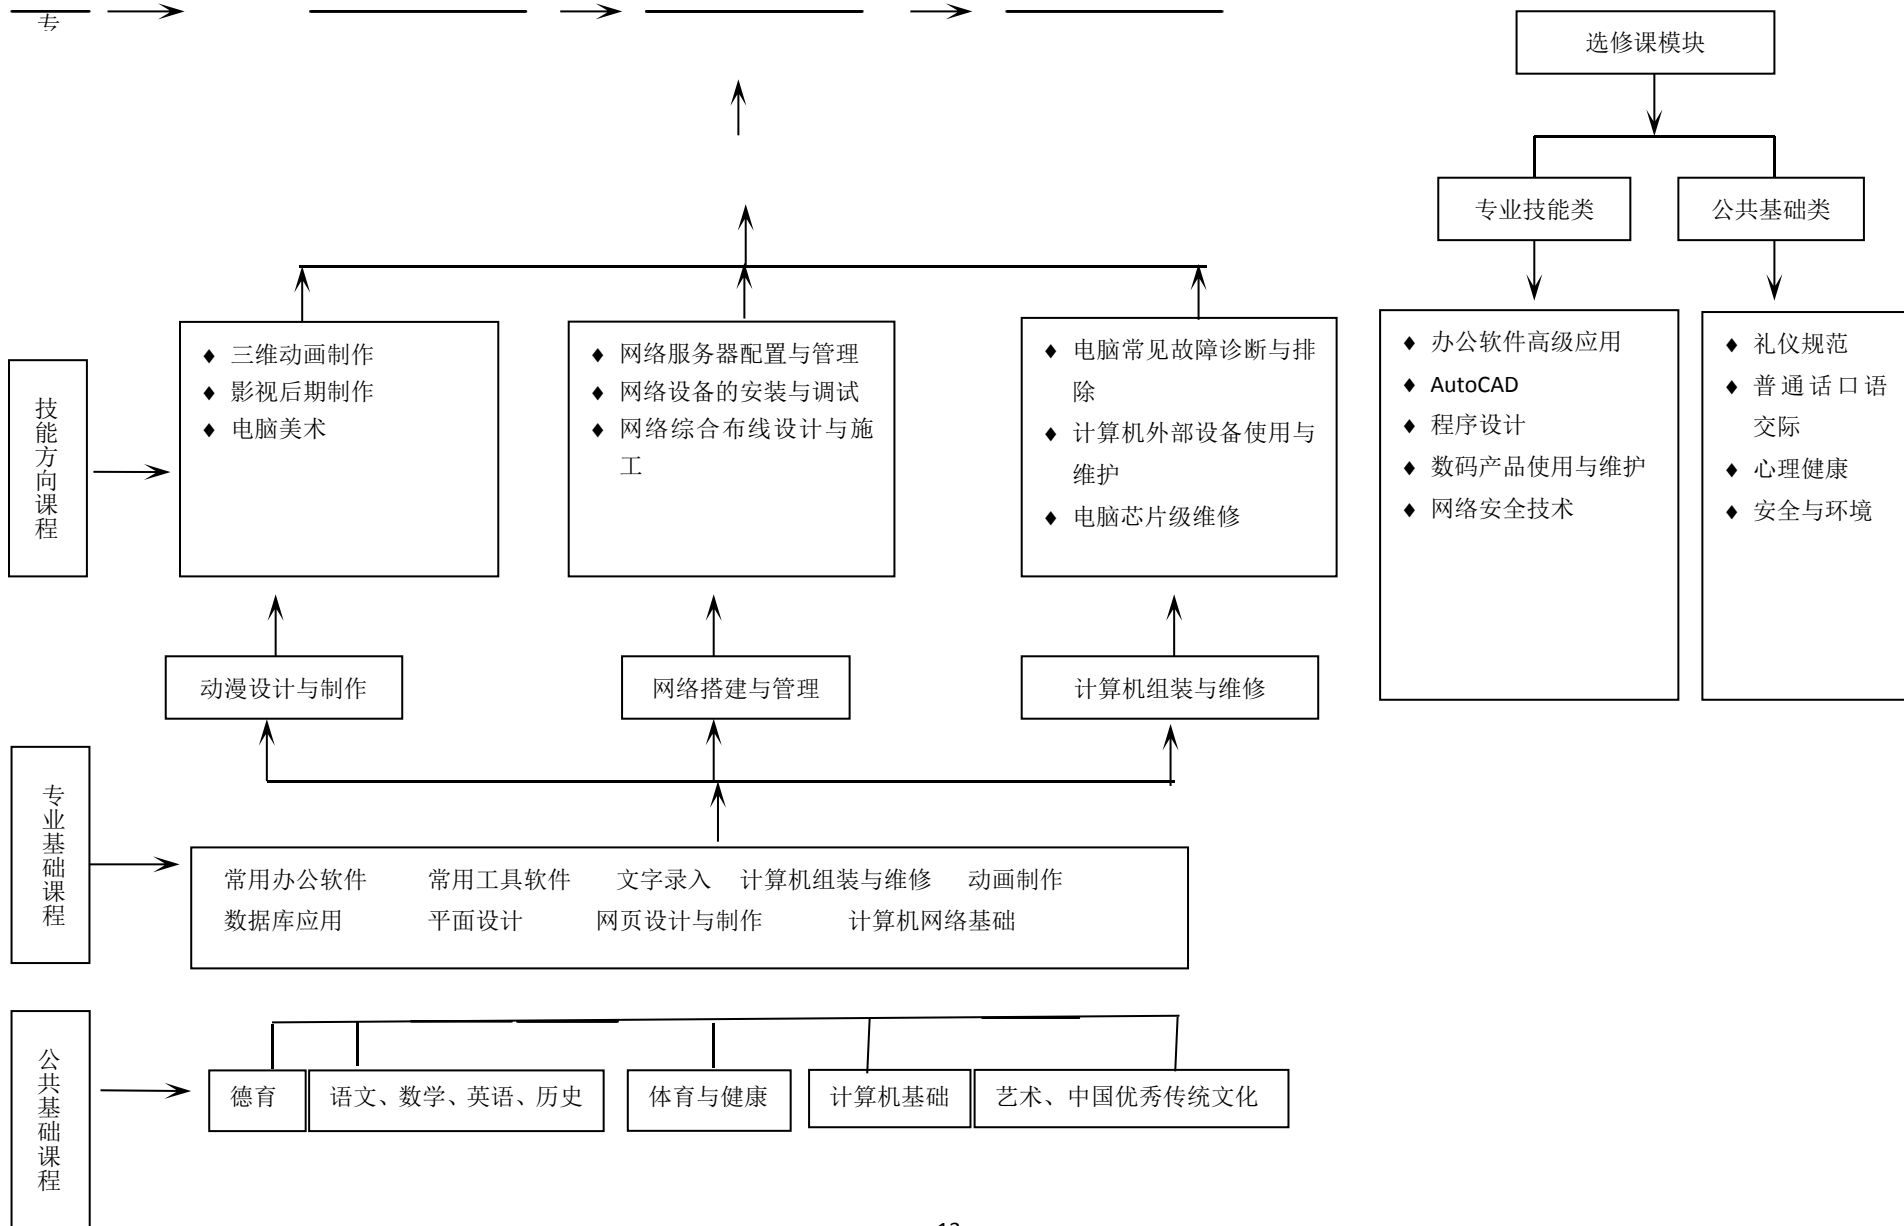 专
选修课模块
专业技能类
公共基础类
技能方向课程
♦ 三维动画制作
♦ 影视后期制作
♦ 电脑美术
♦ 网络服务器配置与管理
♦ 网络设备的安装与调试
♦ 网络综合布线设计与施
工
♦ 电脑常见故障诊断与排
除
♦ 计算机外部设备使用与
维护
♦ 电脑芯片级维修
♦ 办公软件高级应用
♦ AutoCAD
♦ 程序设计
♦ 数码产品使用与维护
♦ 网络安全技术
♦ 礼仪规范
♦ 普通话口语
交际
♦ 心理健康
♦ 安全与环境
动漫设计与制作
网络搭建与管理
计算机组装与维修
专业基础课程
常用办公软件 常用工具软件 文字录入 计算机组装与维修 动画制作
数据库应用 平面设计 网页设计与制作 计算机网络基础
公共基础课程
德育
语文、数学、英语、历史
体育与健康
计算机基础
艺术、中国优秀传统文化